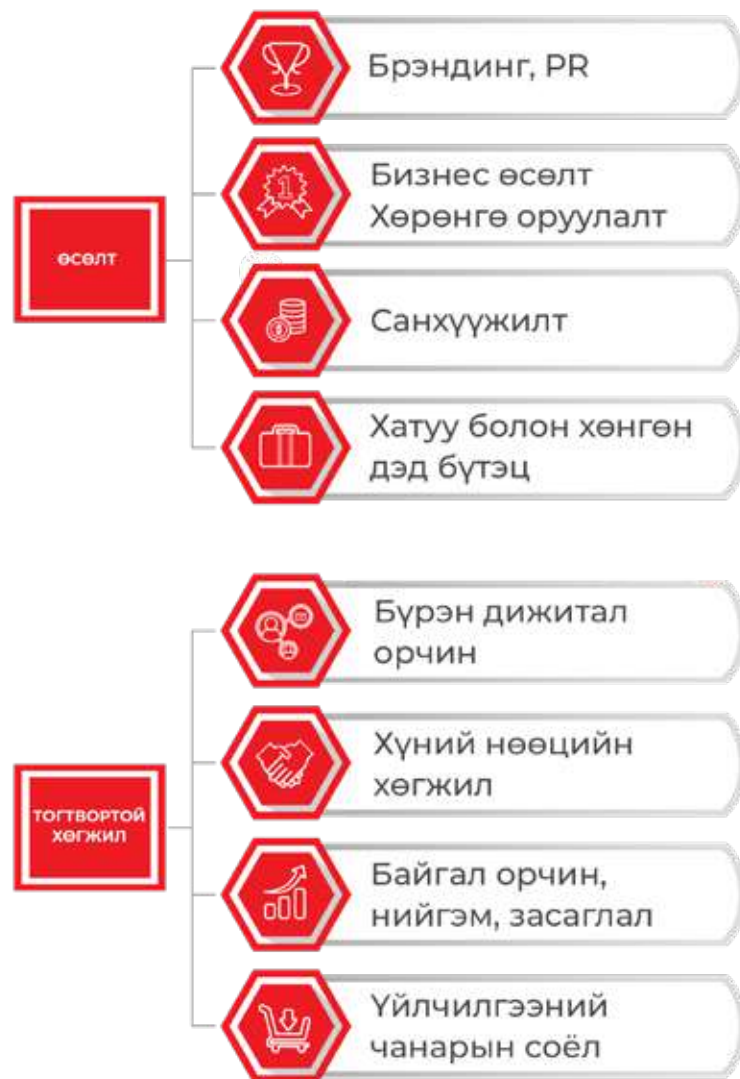 ӨСӨЛТ
Брэндинг, PR
Бизнес өсөлт
Хөрөнгө оруулалт
Санхүүжилт
Хатуу болон хөнгөн
дэд бүтэц
ТОГТВОРТОЙ
ХӨГЖИЛ
Бүрэн дижитал
орчин
Хүний нөөцийн
хөгжил
Байгал орчин,
нийгэм, засаглал
Үйлчилгээний
чанарын соёл
1
$